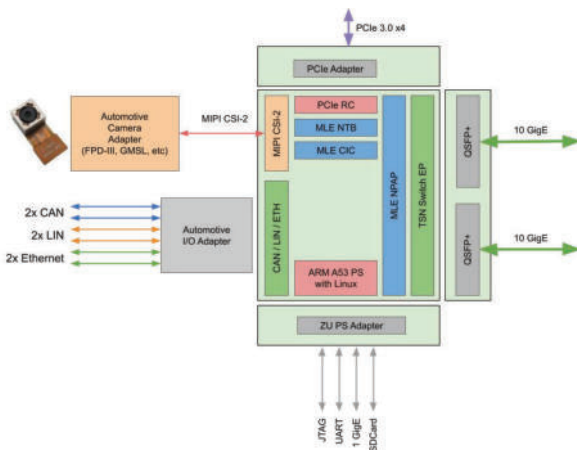 PCIe 3.0 x4
PCIe Adapter
Automotive
Camera
Adapter
(FPD-III, GMSL, etc)
MIPI CSI-2
MIPI CSI-2
PCIe RC
MLE NTB
MLE CIC
MLE NPAP
TSN Switch EP
QSFP+
10 GigE
2x CAN
2x LIN
2x Ethernet
Automotive
I/O Adapter
CAN / LIN / ETH
ARM A53 PS
with Linux
QSFP+
10 GigE
ZU PS Adapter
JTAG
UART
1 GigE
SDCard